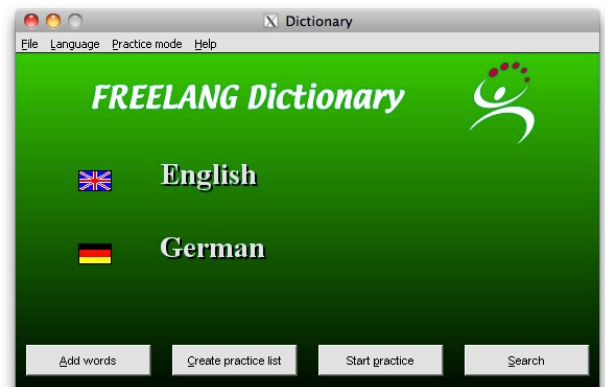 Dictionary
File Language Practice mode Help
FREELANG Dictionary
English
German
Add words Create practice list Start practice Search